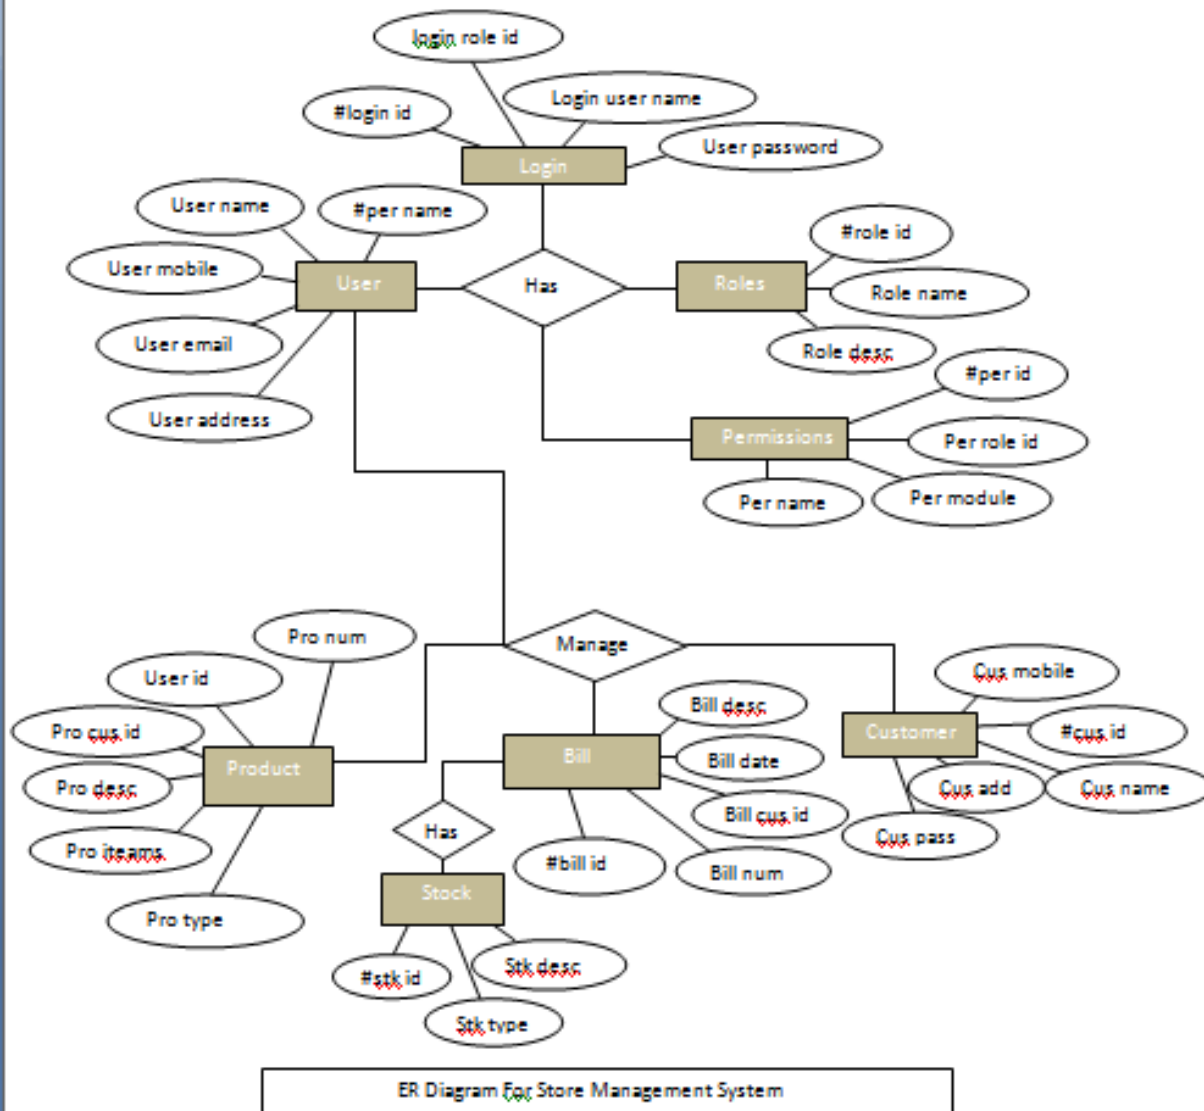 login role id
Login user name
#login id
User password
Login
User name
#per name
#role id
User mobile
User
Has
Roles
Role name
User email
Role desc
#per id
User address
Permissions
Per role id
Per name
Per module
Pro num
Manage
User id
Cus mobile
Pro cus id
Bill desc
#cus id
Product
Bill
Bill date
Customer
Pro desc
Cus add
Cus name
Bill cus id
Pro iteams
Has
Cus pass
#bill id
Bill num
Stock
Pro type
#stk id
Stk desc
Stk type
ER Diagram For Store Management System